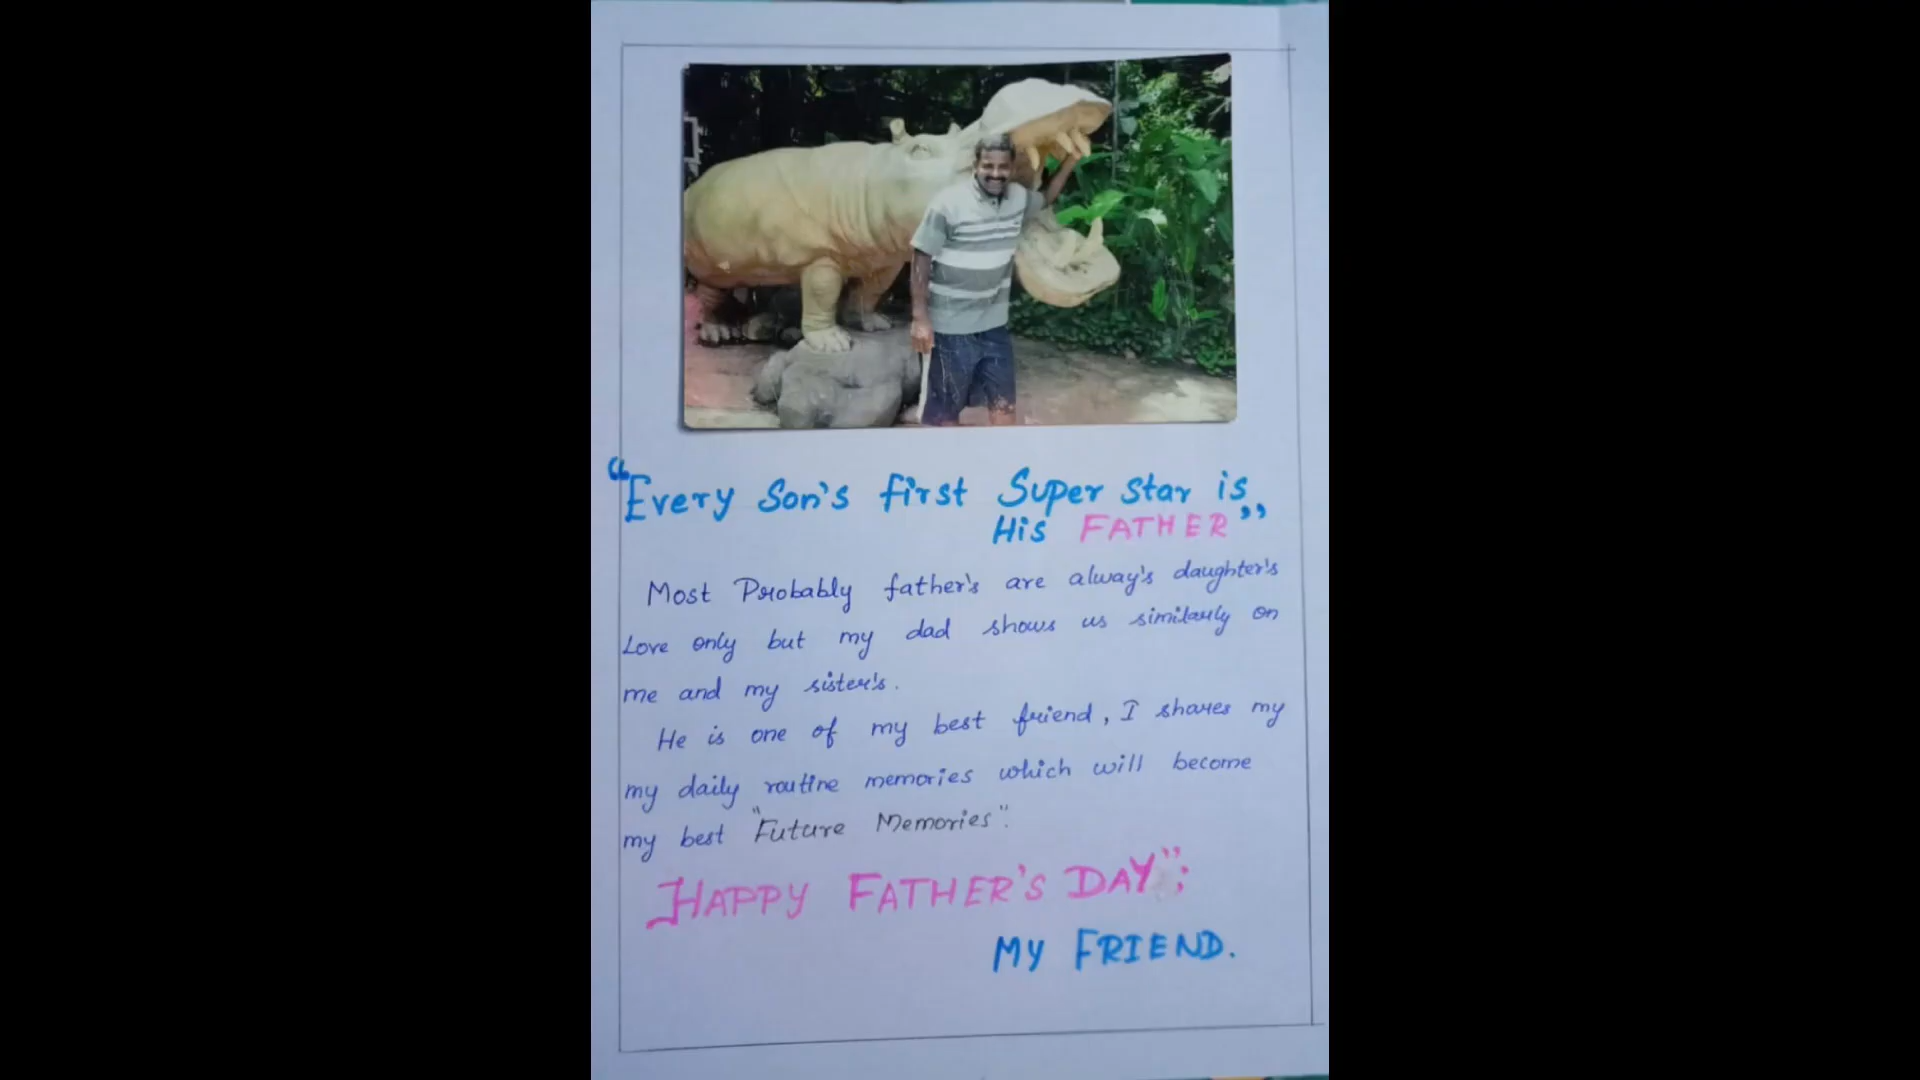 "Every Son's first Super Star is
His FATHER"
Most Probably father's are alway's daughter's
Love only but my dad shows us similarly on
me and my sister's.
He is one of my best friend, I shares my
my daily routine memories which will become
my best "Future Memories".
HAPPY FATHER'S DAY";
MY FRIEND.